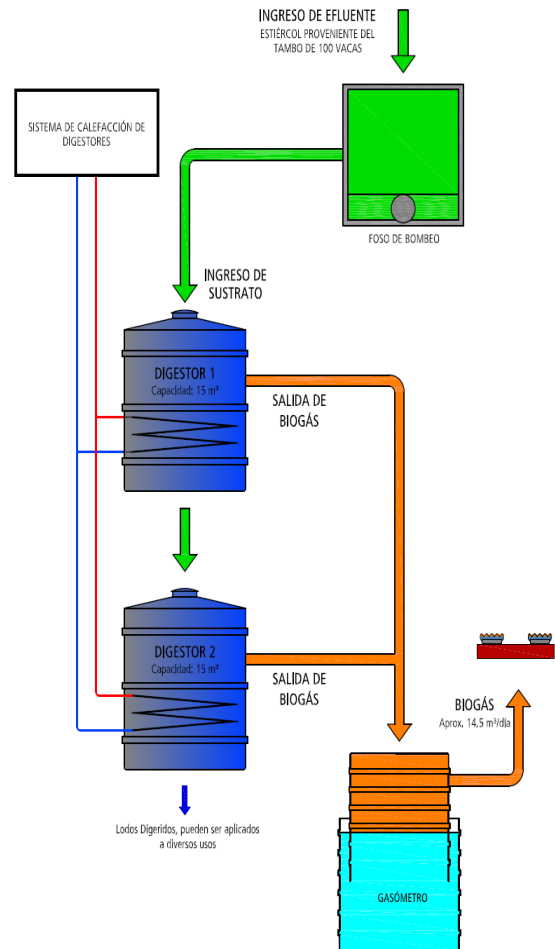 INGRESO DE EFLUENTE
ESTIÉRCOL PROVENIENTE DEL
TAMBO DE 100 VACAS
SISTEMA DE CALEFACCIÓN DE
DIGESTORES
FOSO DE BOMBEO
INGRESO DE
SUSTRATO
DIGESTOR 1
Capacidad: 15 m³
SALIDA DE
BIOGÁS
DIGESTOR 2
Capacidad: 15 m³
SALIDA DE
BIOGÁS
BIOGÁS
Aprox. 14,5 m³/día
Lodos Digeridos, pueden ser aplicados
a diversos usos
GASÓMETRO